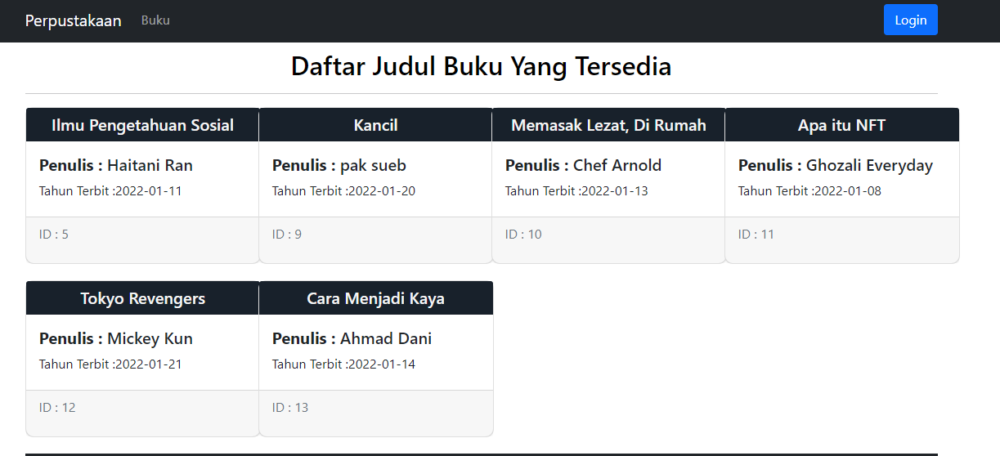 Perpustakaan Buku Login
Daftar Judul Buku Yang Tersedia
Ilmu Pengetahuan Sosial
Penulis : Haitani Ran
Tahun Terbit :2022-01-11
ID : 5
Kancil
Penulis : pak sueb
Tahun Terbit :2022-01-20
ID : 9
Memasak Lezat, Di Rumah
Penulis : Chef Arnold
Tahun Terbit :2022-01-13
ID : 10
Apa itu NFT
Penulis : Ghozali Everyday
Tahun Terbit :2022-01-08
ID : 11
Tokyo Revengers
Penulis : Mickey Kun
Tahun Terbit :2022-01-21
ID : 12
Cara Menjadi Kaya
Penulis : Ahmad Dani
Tahun Terbit :2022-01-14
ID : 13